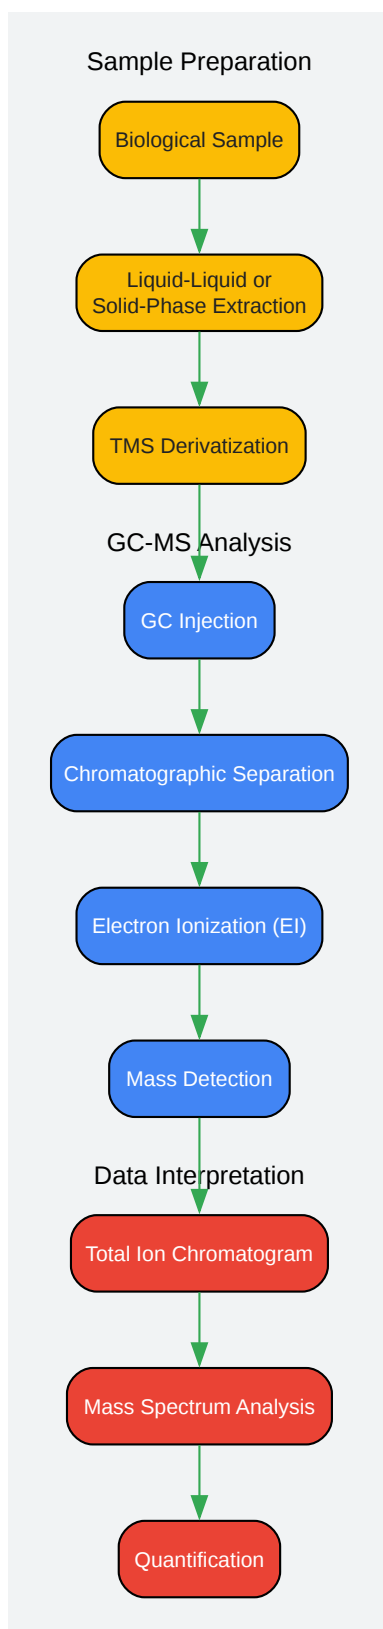 Sample Preparation
Biological Sample
Liquid-Liquid or
Solid-Phase Extraction
TMS Derivatization
GC-MS Analysis
GC Injection
Chromatographic Separation
Electron Ionization (EI)
Mass Detection
Data Interpretation
Total Ion Chromatogram
Mass Spectrum Analysis
Quantification